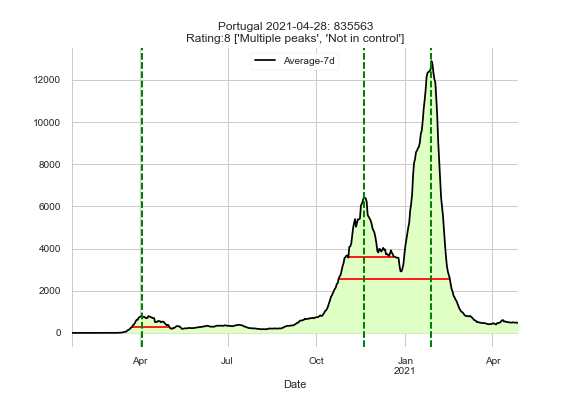 Portugal 2021-04-28: 835563
Rating:8 ['Multiple peaks', 'Not in control']
Average-7d
12000
10000
8000
6000
4000
2000
0
Apr Jul Oct Jan Apr
2021
Date